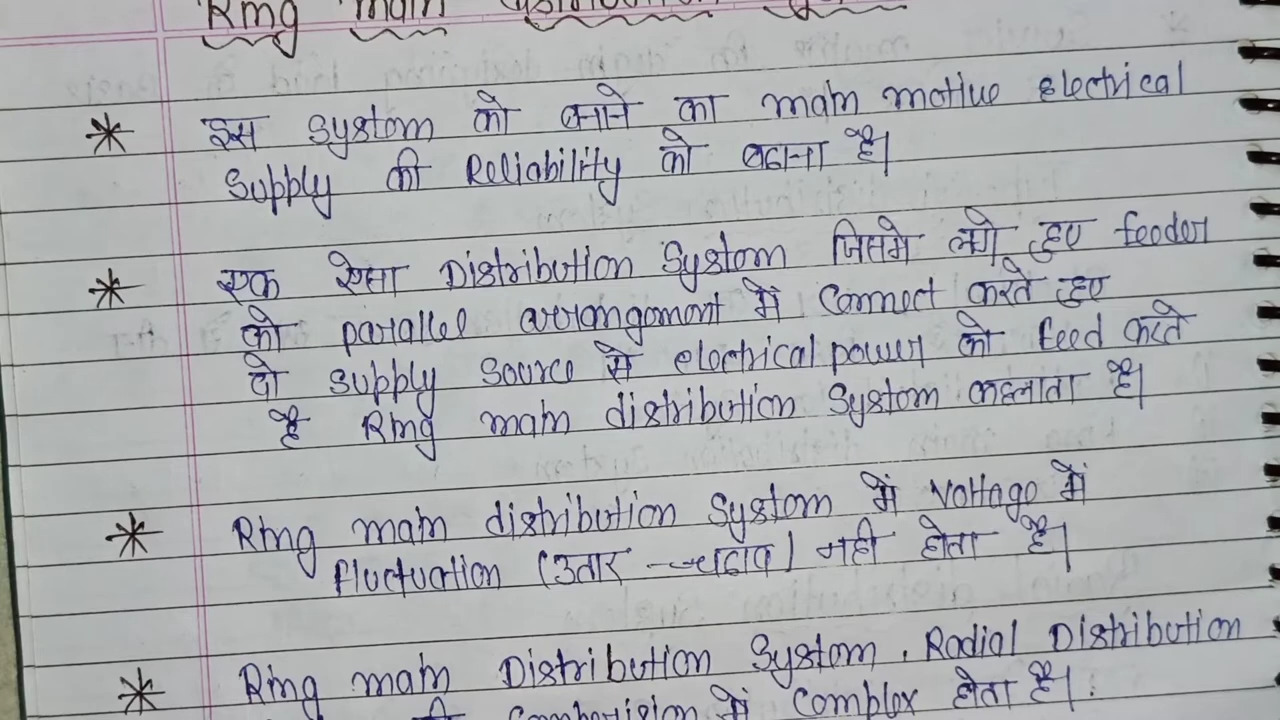 Ring main distribution
* इस system को बनाने का main motive electrical
supply की Reliability को बढाना है।
* एक ऐसा Distribution System जिसमे लगे हुए feeder
को parallel arrangement में Connect करते हुए
दो supply source से electrical power को feed करते
है Ring main distribution System कहलाता है।
* Ring main distribution System में Voltage में
fluctuation (उतार-चढाव) नही होता है।
* Ring main Distribution System, Radial Distribution
की Comparision में Complex होता है।